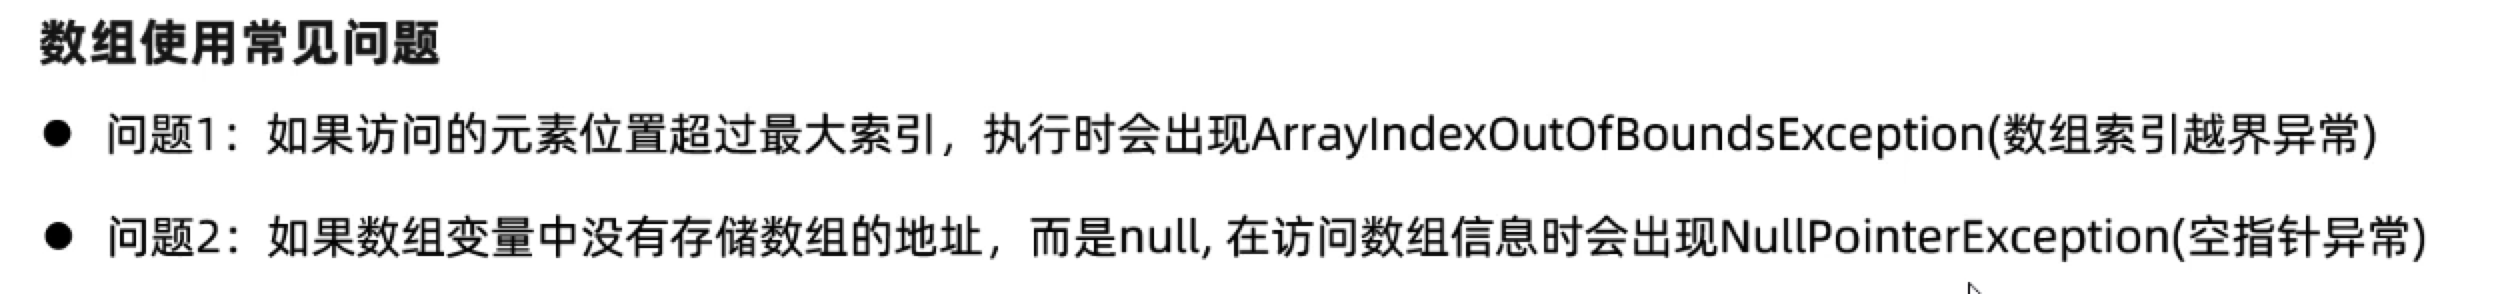 数组使用常见问题
● 问题1：如果访问的元素位置超过最大索引，执行时会出现ArrayIndexOutOfBoundsException(数组索引越界异常)
● 问题2：如果数组变量中没有存储数组的地址，而是null, 在访问数组信息时会出现NullPointerException(空指针异常)